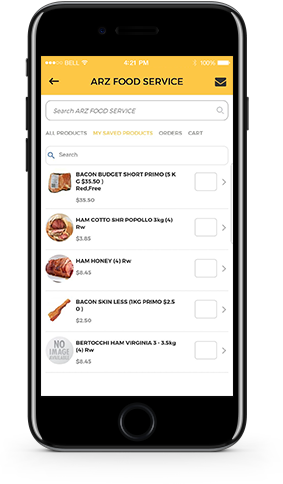 BELL
4:21 PM
100%
ARZ FOOD SERVICE
Search ARZ FOOD SERVICE
ALL PRODUCTS MY SAVED PRODUCTS ORDERS CART
Search
BACON BUDGET SHORT PRIMO (5 K
G $35.50 )
Red,Free
$35.50
HAM COTTO SHR POPOLLO 3kg (4)
Rw
$3.85
HAM HONEY (4) Rw
$8.45
BACON SKIN LESS (1KG PRIMO $2.5
0 )
$2.50
NO
IMAGE
AVAILABLE
BERTOCCHI HAM VIRGINIA 3 - 3.5kg
(4) Rw
$8.45